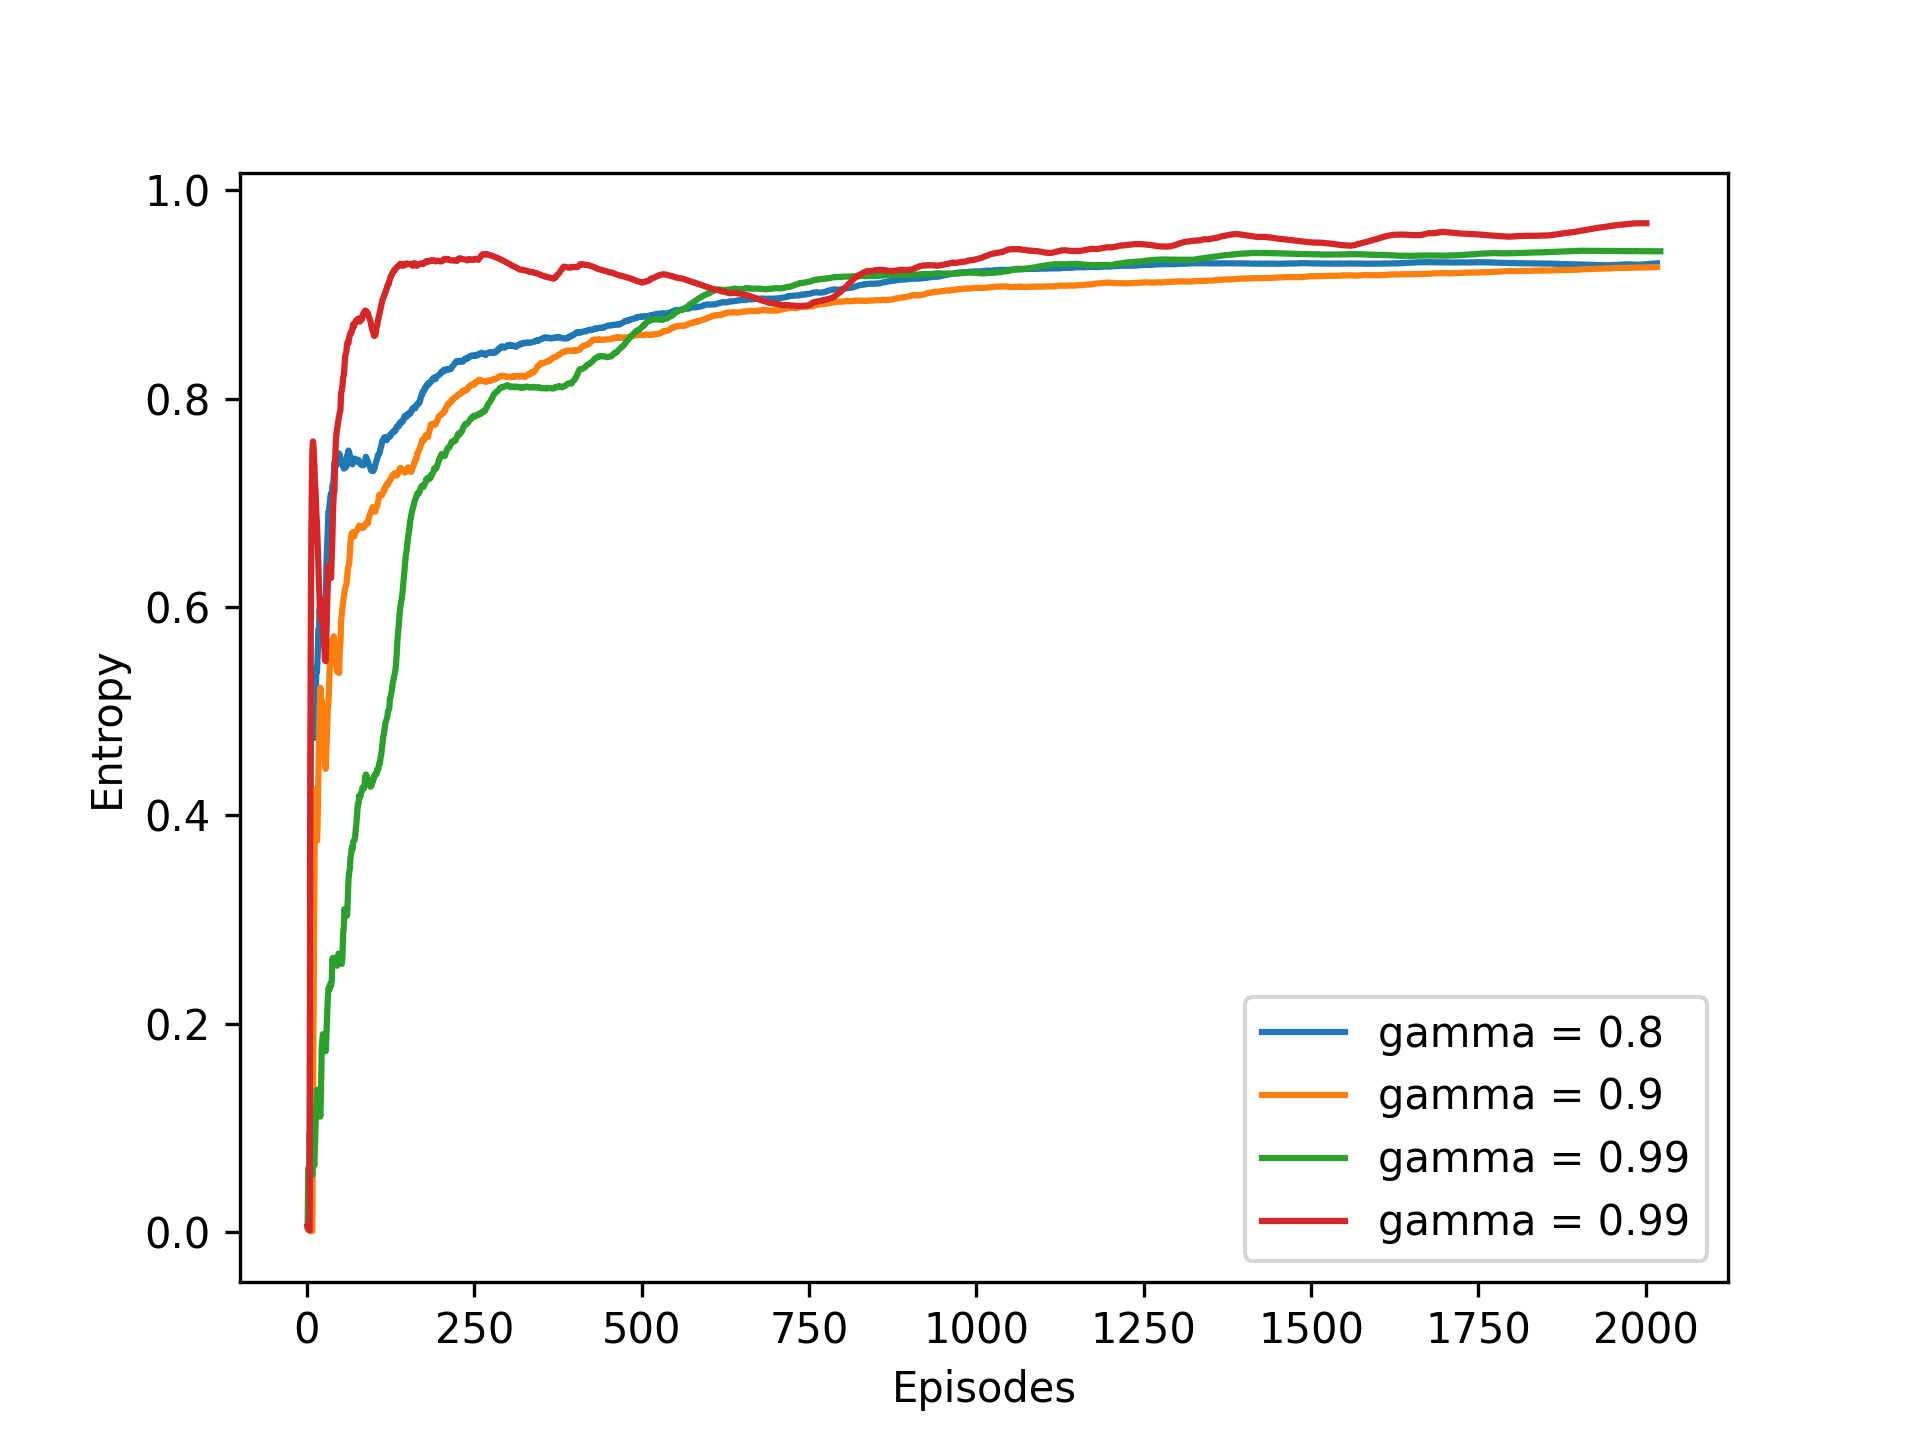 1.0
0.8
0.6
0.4
0.2
0.0
Entropy
0 250 500 750 1000 1250 1500 1750 2000
Episodes
gamma = 0.8
gamma = 0.9
gamma = 0.99
gamma = 0.99